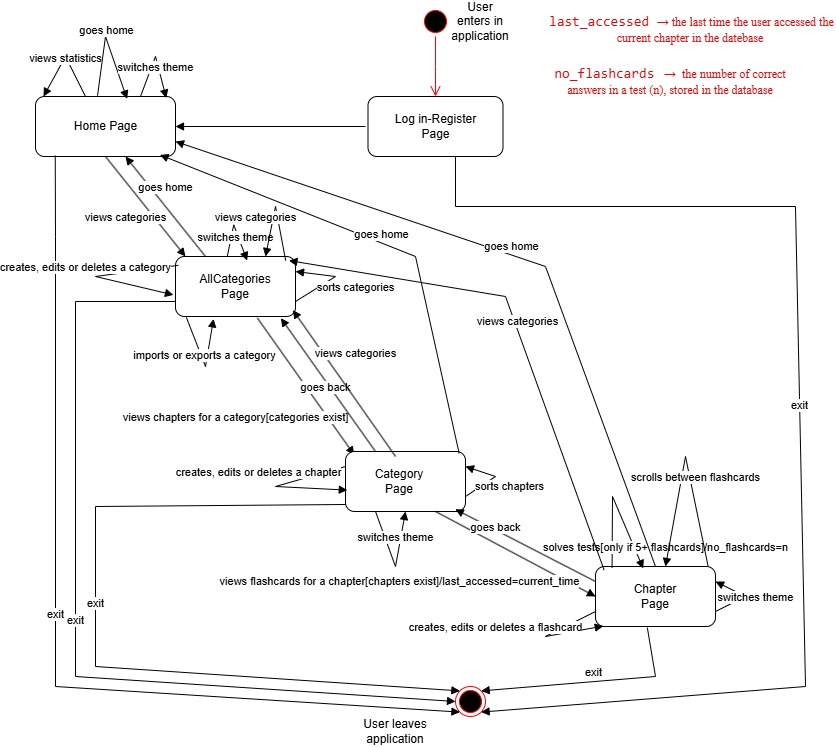 User
enters in
application
last_accessed → the last time the user accessed the
current chapter in the datebase
no_flashcards → the number of correct
answers in a test (n), stored in the database
goes home
views statistics
switches theme
Home Page
Log in-Register
Page
goes home
views categories
views categories
switches theme
goes home
goes home
creates, edits or deletes a category
AllCategories
Page
sorts categories
views categories
imports or exports a category
views categories
goes back
exit
views chapters for a category[categories exist]
creates, edits or deletes a chapter
Category
Page
sorts chapters
scrolls between flashcards
goes back
switches theme
solves tests[only if 5+ flashcards]/no_flashcards=n
views flashcards for a chapter[chapters exist]/last_accessed=current_time
Chapter
Page
switches theme
exit
exit
exit
creates, edits or deletes a flashcard
exit
User leaves
application